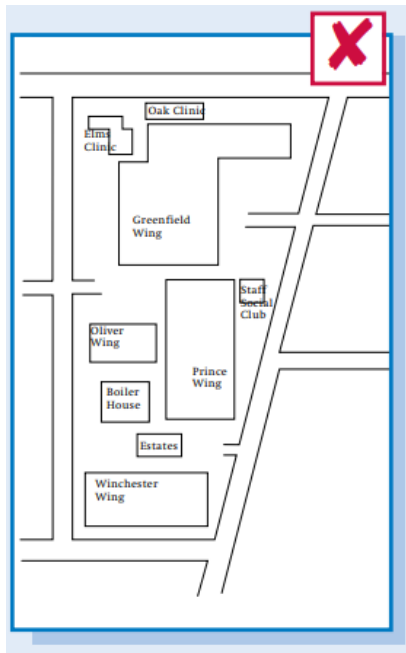 Oak Clinic
Elms
Clinic
Greenfield
Wing
Staff
Social
Club
Oliver
Wing
Prince
Wing
Boiler
House
Estates
Winchester
Wing